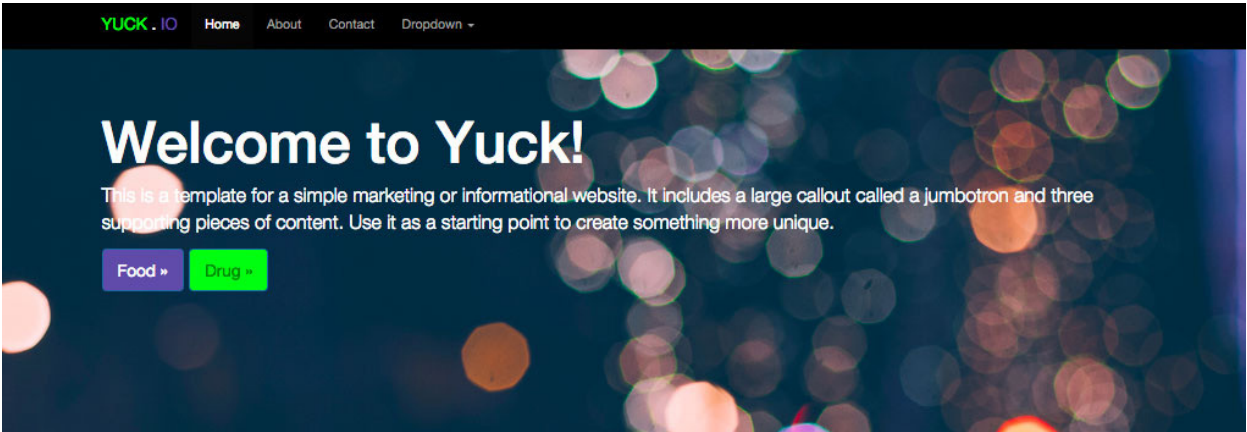 YUCK . IO Home About Contact Dropdown
Welcome to Yuck!
This is a template for a simple marketing or informational website. It includes a large callout called a jumbotron and three
supporting pieces of content. Use it as a starting point to create something more unique.
Food » Drug »